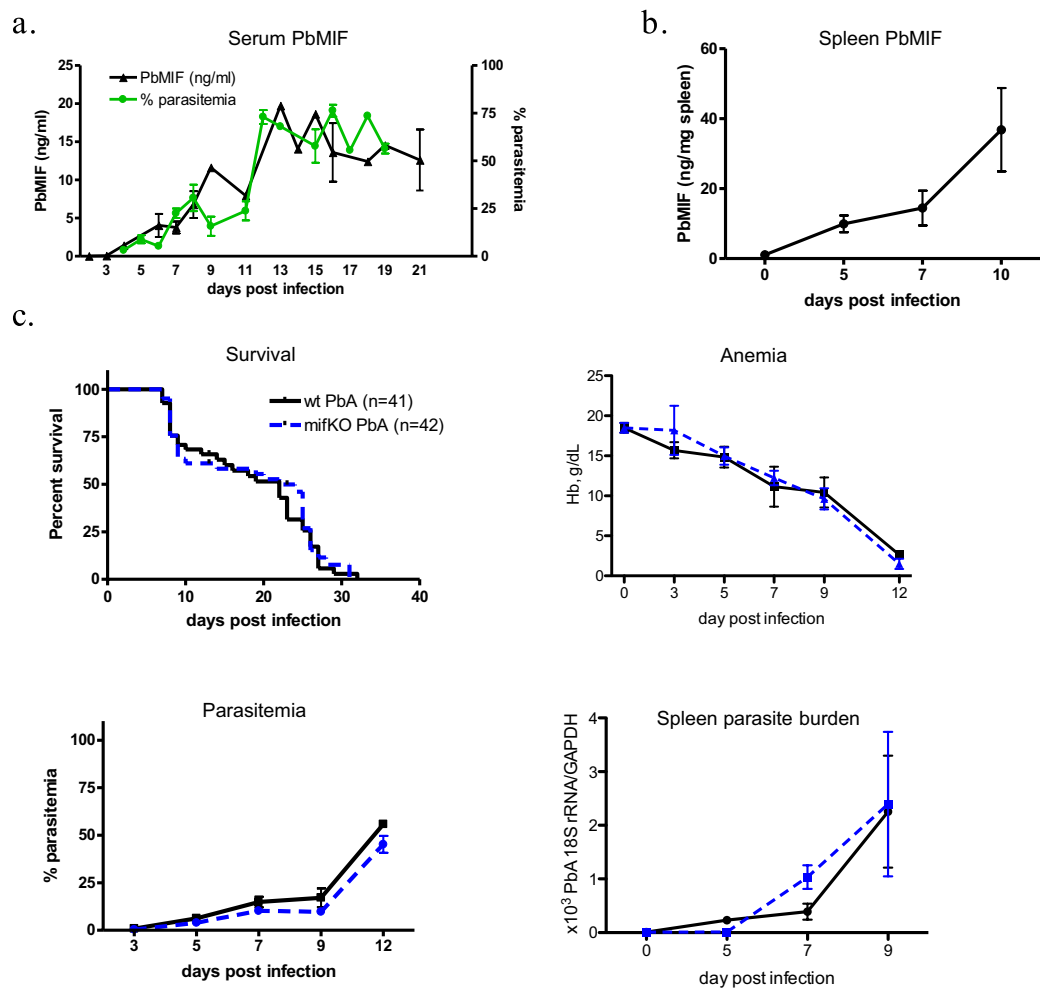 a.
Serum PbMIF
PbMIF (ng/ml)
% parasitemia
25
20
15
10
5
0
100
75
50
25
0
PbMIF (ng/ml)
% parasitemia
3 5 7 9 11 13 15 17 19 21
days post infection
b.
Spleen PbMIF
PbMIF (ng/mg spleen)
60
40
20
0
0 5 7 10
days post infection
c.
Survival
wt PbA (n=41)
mifKO PbA (n=42)
Percent survival
100
75
50
25
0
0 10 20 30 40
days post infection
Anemia
Hb, g/dL
25
20
15
10
5
0
0 3 5 7 9 12
day post infection
Parasitemia
% parasitemia
100
75
50
25
0
3 5 7 9 12
days post infection
Spleen parasite burden
x10³ PbA 18S rRNA/GAPDH
4
3
2
1
0
0 5 7 9
day post infection